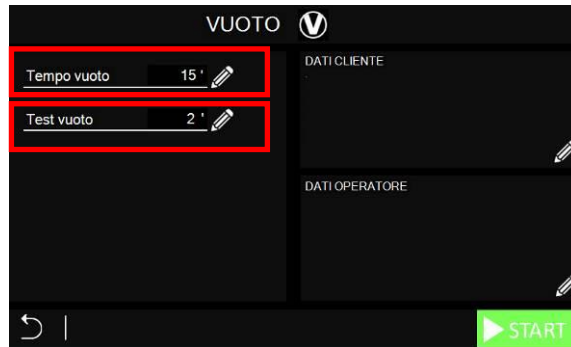 VUOTO V
Tempo vuoto 15 '
Test vuoto 2 '
DATI CLIENTE
DATI OPERATORE
START